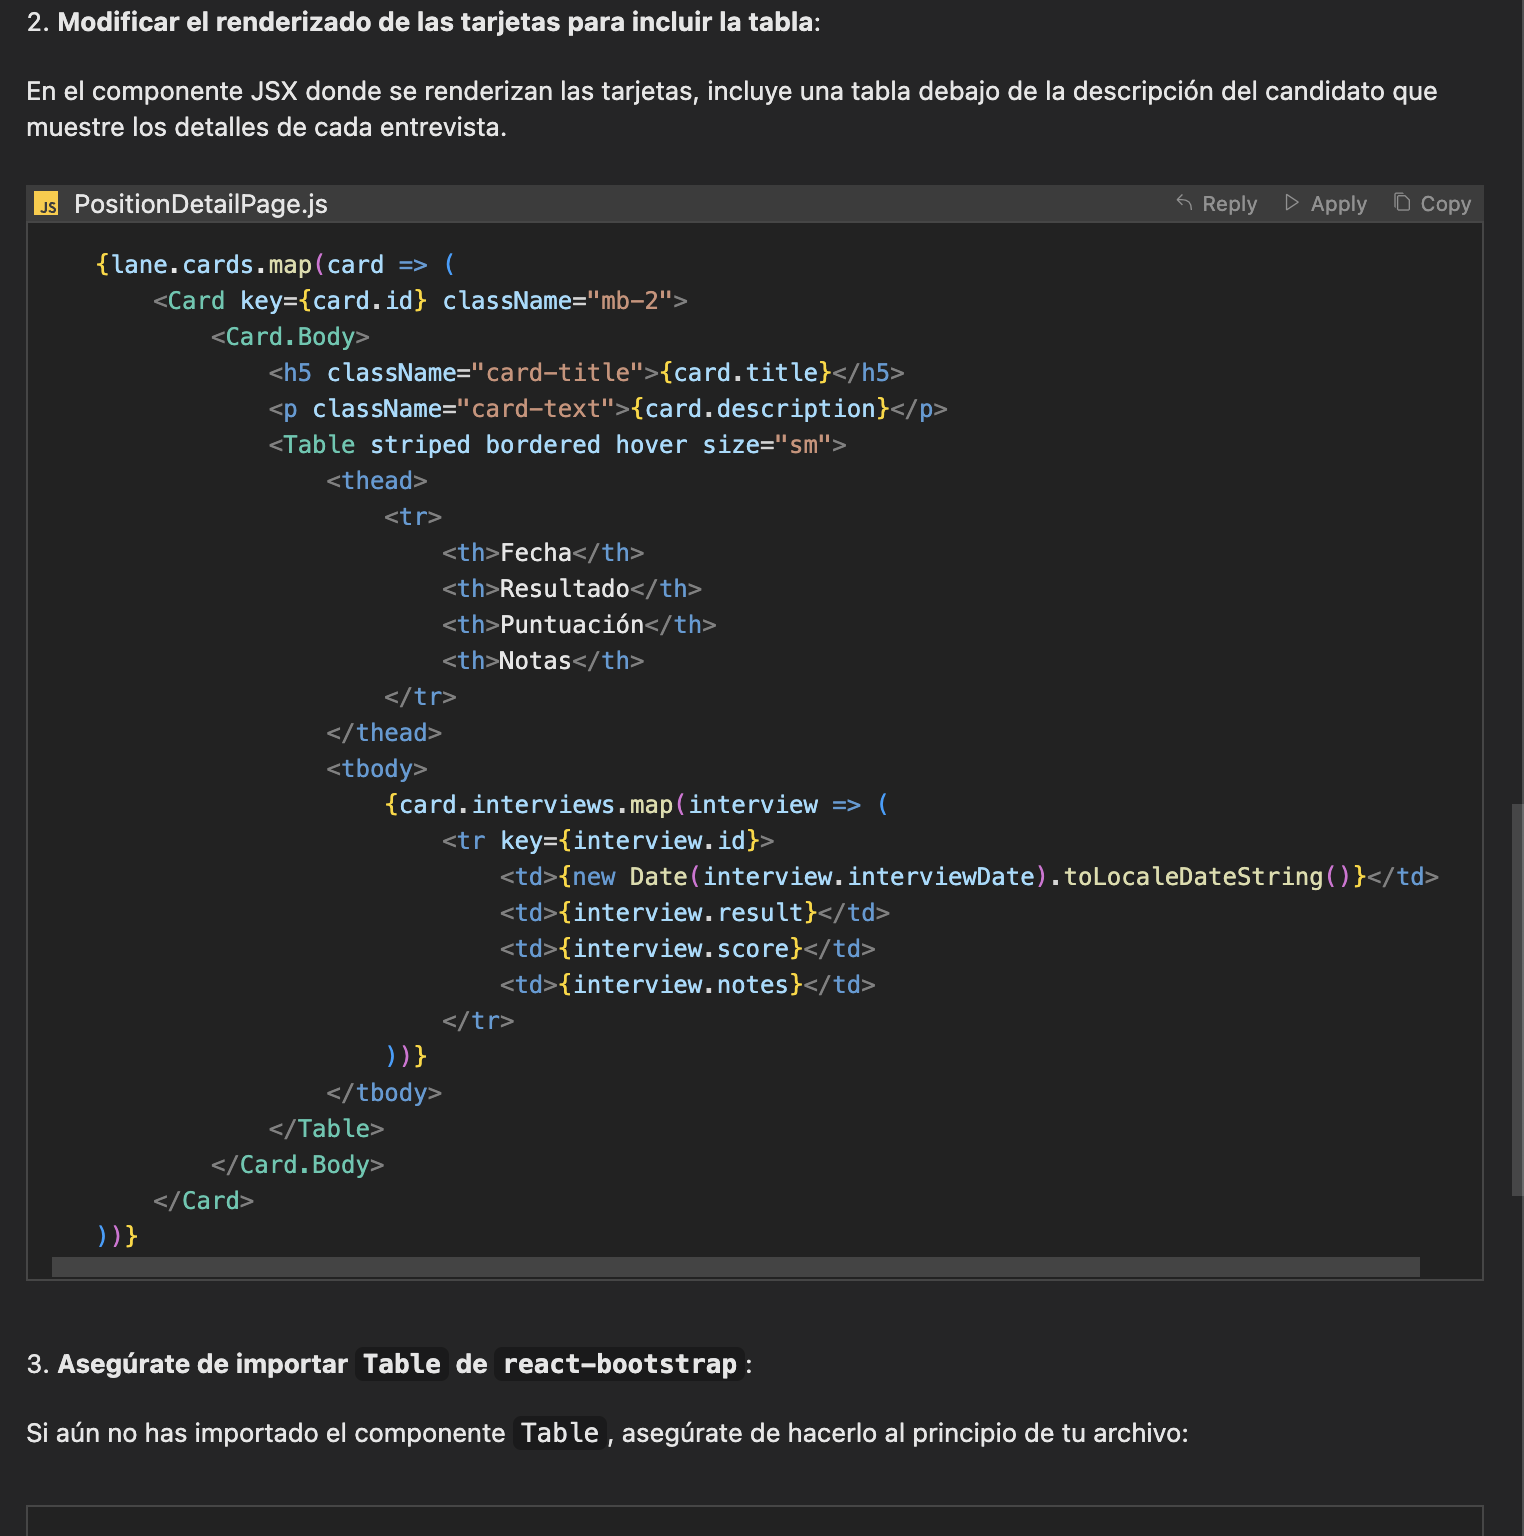 2. Modificar el renderizado de las tarjetas para incluir la tabla:
En el componente JSX donde se renderizan las tarjetas, incluye una tabla debajo de la descripción del candidato que
muestre los detalles de cada entrevista.
JS PositionDetailPage.js Reply Apply Copy
{lane.cards.map(card => (
    <Card key={card.id} className="mb-2">
        <Card.Body>
            <h5 className="card-title">{card.title}</h5>
            <p className="card-text">{card.description}</p>
            <Table striped bordered hover size="sm">
                <thead>
                    <tr>
                        <th>Fecha</th>
                        <th>Resultado</th>
                        <th>Puntuación</th>
                        <th>Notas</th>
                    </tr>
                </thead>
                <tbody>
                    {card.interviews.map(interview => (
                        <tr key={interview.id}>
                            <td>{new Date(interview.interviewDate).toLocaleDateString()}</td>
                            <td>{interview.result}</td>
                            <td>{interview.score}</td>
                            <td>{interview.notes}</td>
                        </tr>
                    ))}
                </tbody>
            </Table>
        </Card.Body>
    </Card>
))}
3. Asegúrate de importar Table de react-bootstrap:
Si aún no has importado el componente Table, asegúrate de hacerlo al principio de tu archivo: